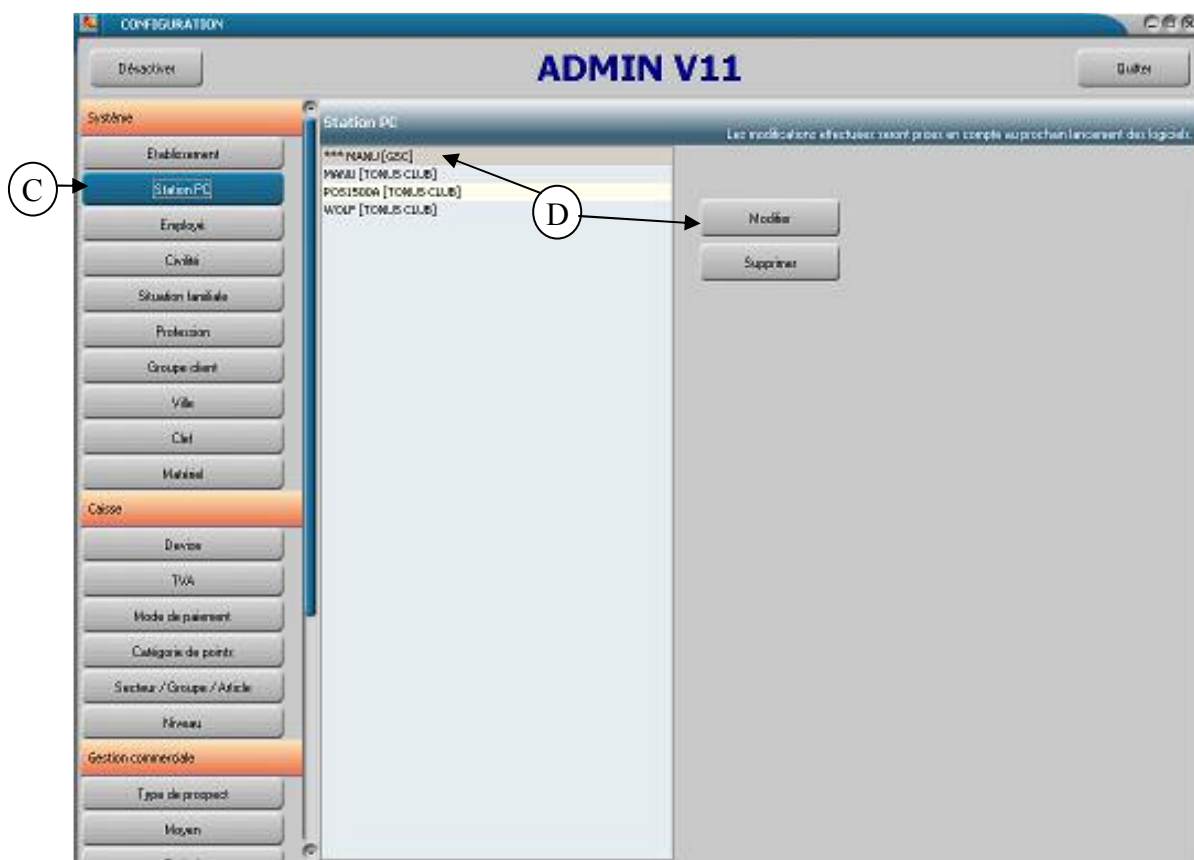 CONFIGURATION
Désactiver
ADMIN V11
Quitter
Système
Station PC
Les modifications effectuées seront prises en compte au prochain lancement des logiciels
Etablissement
Station PC
Employé
Civilité
Situation familiale
Profession
Groupe client
Ville
Clef
Matériel
*** MANU [GSC]
MANU [TONUS CLUB]
POS1500A [TONUS CLUB]
WOLF [TONUS CLUB]
Modifier
Supprimer
C
D
Caisse
Devise
TVA
Mode de paiement
Catégorie de points
Secteur / Groupe / Article
Niveau
Gestion commerciale
Type de prospect
Moyen